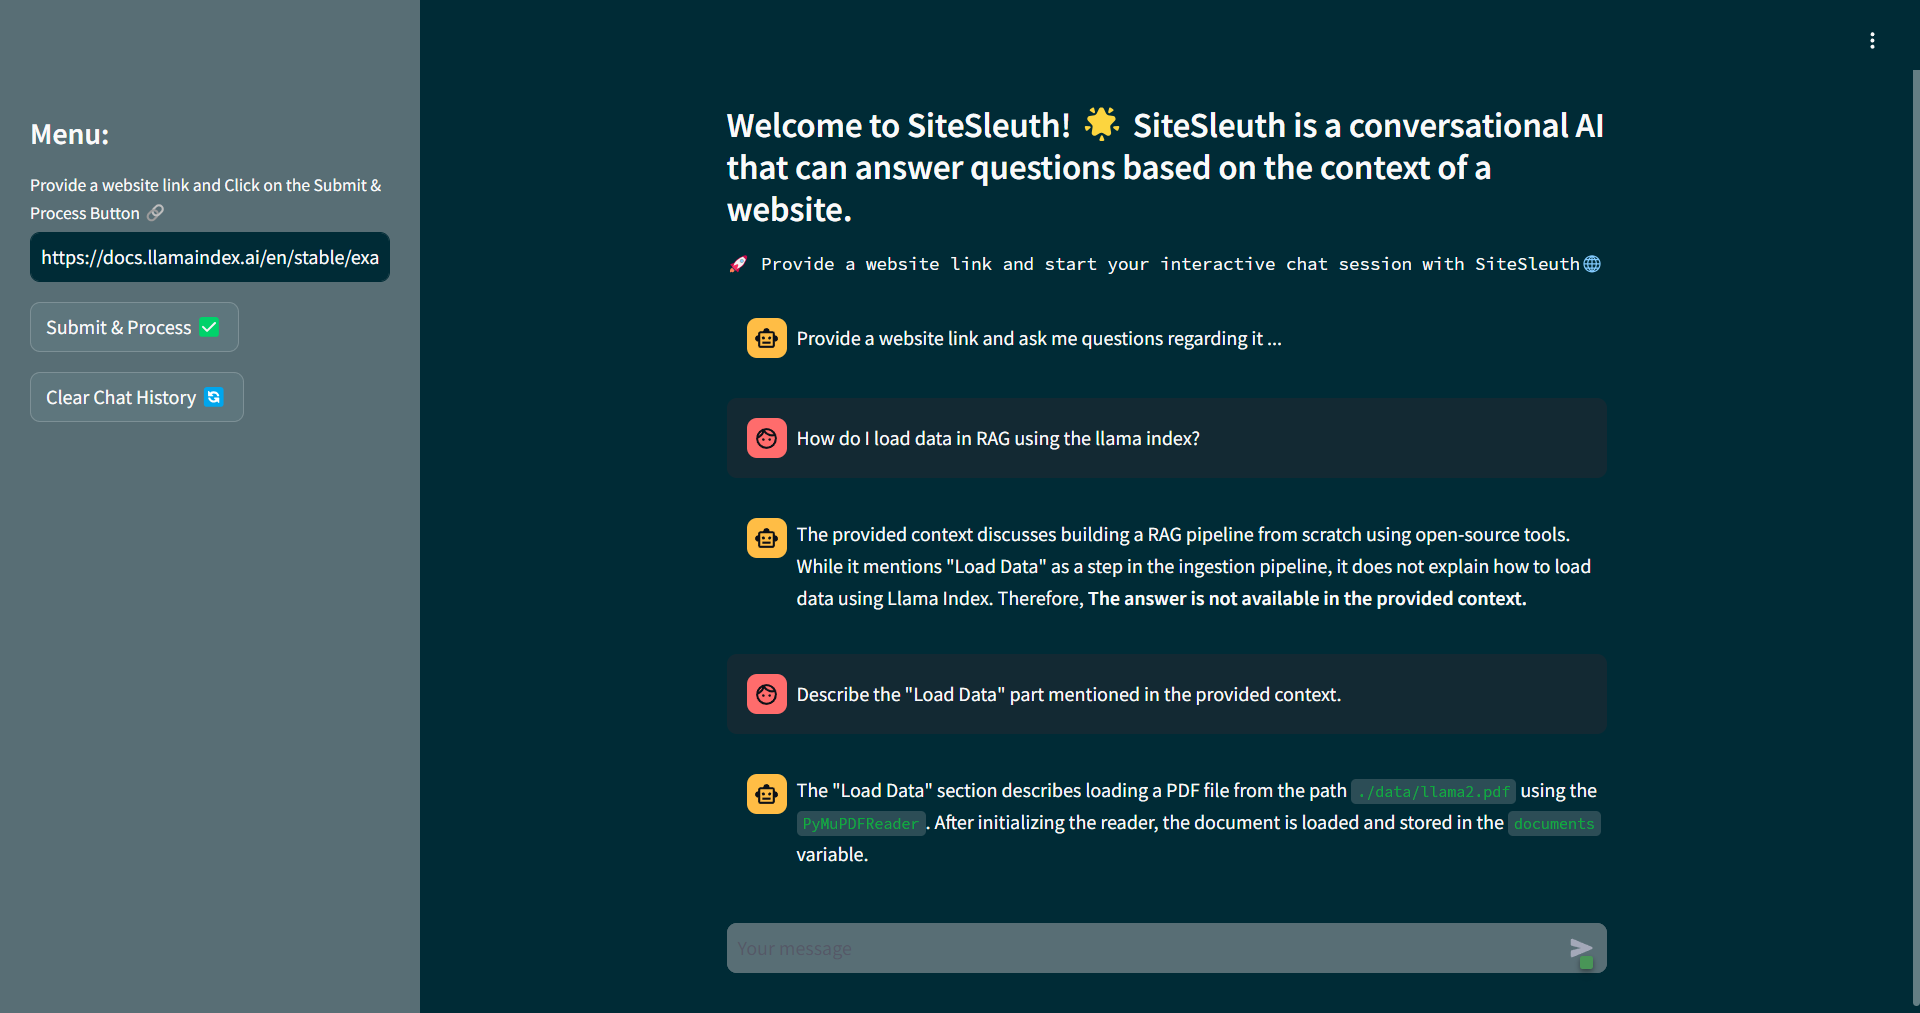 Menu:
Provide a website link and Click on the Submit &
Process Button 🔗
https://docs.llamaindex.ai/en/stable/exa
Submit & Process ✅
Clear Chat History 🔄
Welcome to SiteSleuth! 🌟 SiteSleuth is a conversational AI
that can answer questions based on the context of a
website.
🚀 Provide a website link and start your interactive chat session with SiteSleuth🌐
Provide a website link and ask me questions regarding it ...
How do I load data in RAG using the llama index?
The provided context discusses building a RAG pipeline from scratch using open-source tools.
While it mentions "Load Data" as a step in the ingestion pipeline, it does not explain how to load
data using Llama Index. Therefore, The answer is not available in the provided context.
Describe the "Load Data" part mentioned in the provided context.
The "Load Data" section describes loading a PDF file from the path ./data/llama2.pdf using the
PyMuPDFReader. After initializing the reader, the document is loaded and stored in the documents
variable.
Your message